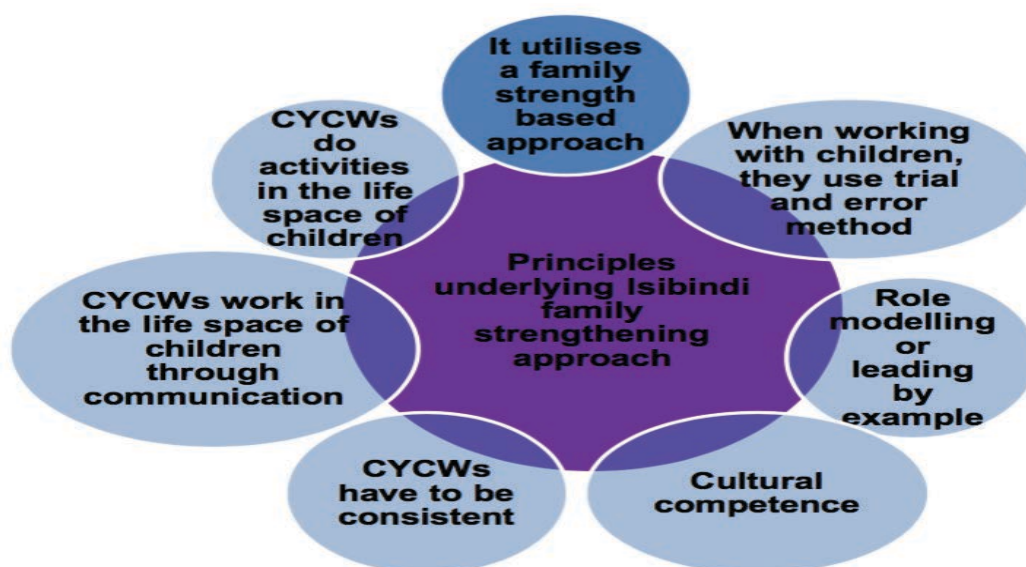 It utilises
a family
strength
based
approach
When working
with children,
they use trial
and error
method
Role
modelling
or
leading
by
example
Cultural
competence
CYCWs
have to be
consistent
CYCWs work in
the life space of
children
through
communication
CYCWs
do
activities
in the life
space of
children
Principles
underlying Isibindi
family
strengthening
approach